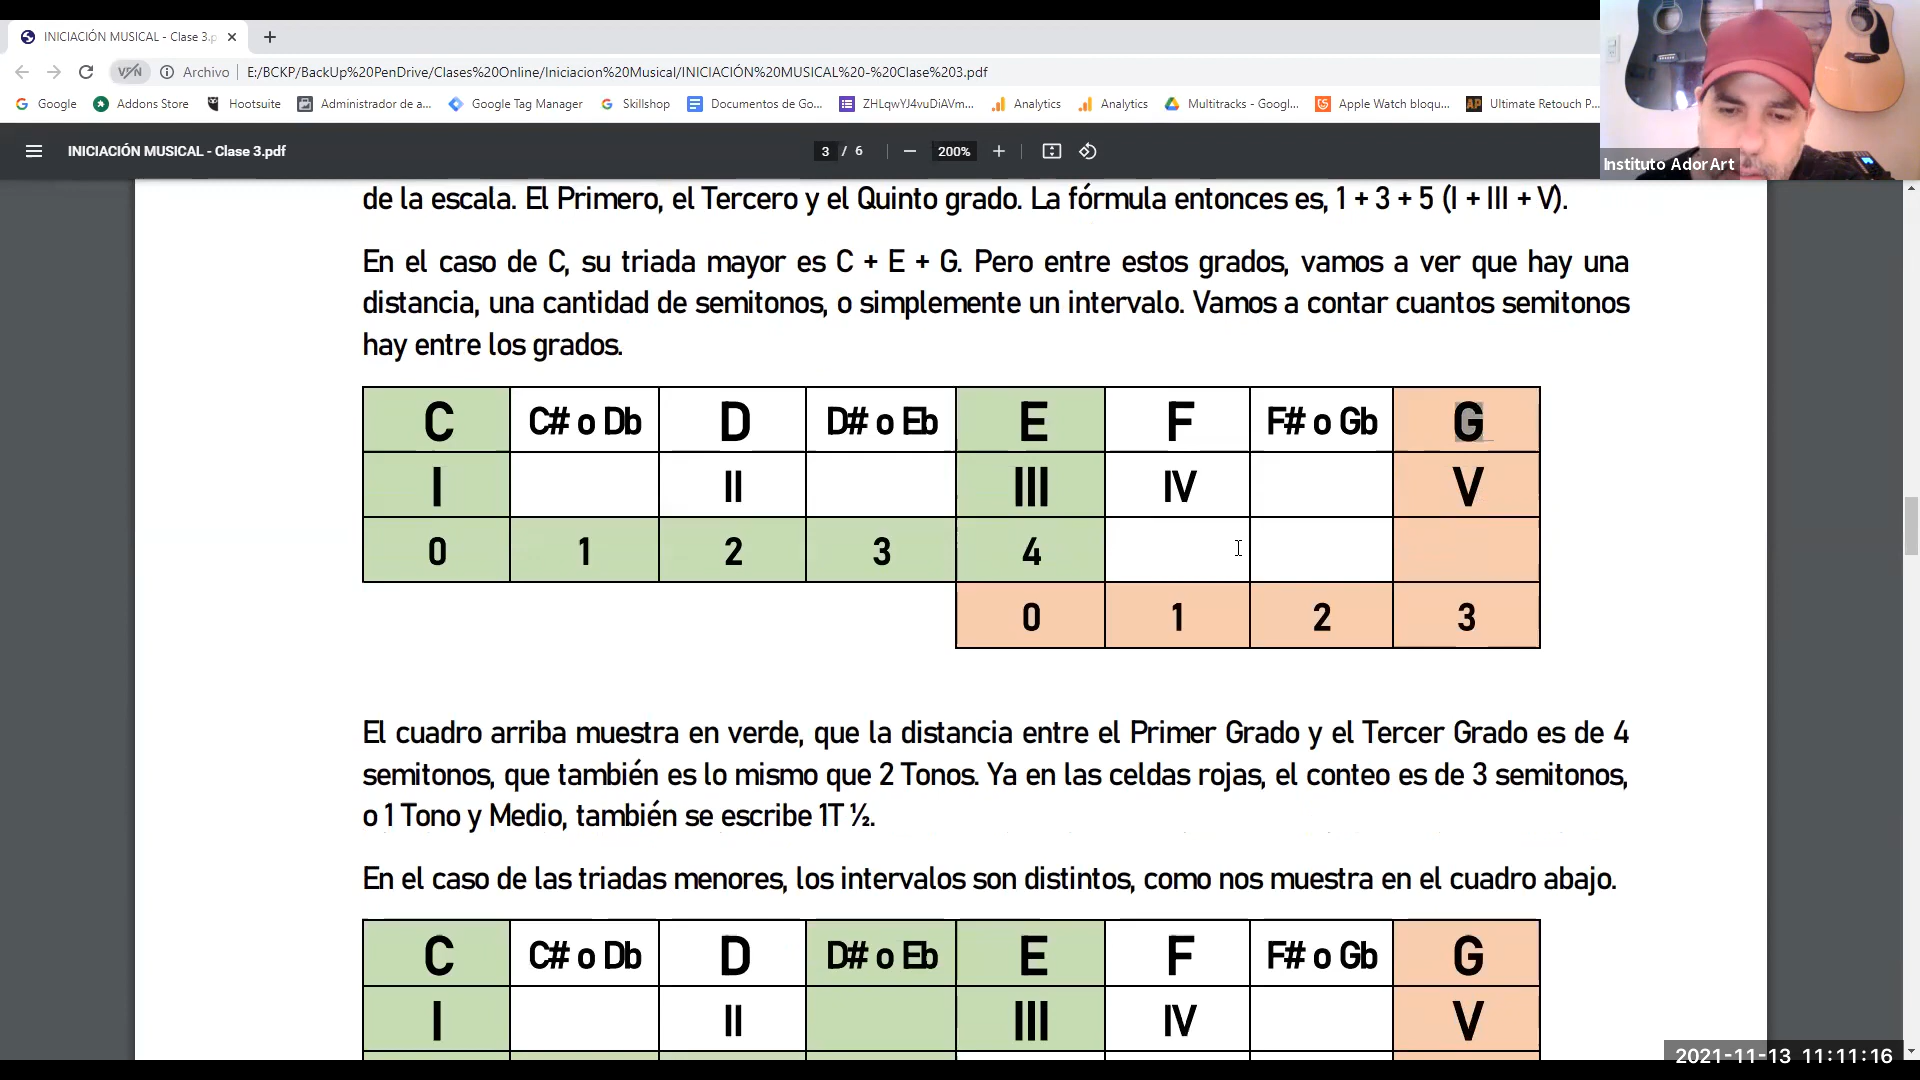 INICIACIÓN MUSICAL - Clase 3.p
Archivo E:/BCKP/BackUp%20PenDrive/Clases%20Online/Iniciacion%20Musical/INICIACIÓN%20MUSICAL%20-%20Clase%203.pdf
Google Addons Store Hootsuite Administrador de a... Google Tag Manager Skillshop Documentos de Go... ZHLqwYJ4vuDiAVm... Analytics Analytics Multitracks - Googl... Apple Watch bloqu... Ultimate Retouch P...
INICIACIÓN MUSICAL - Clase 3.pdf 3 / 6 200%
Instituto AdorArt
de la escala. El Primero, el Tercero y el Quinto grado. La fórmula entonces es, 1 + 3 + 5 (I + III + V).
En el caso de C, su triada mayor es C + E + G. Pero entre estos grados, vamos a ver que hay una
distancia, una cantidad de semitonos, o simplemente un intervalo. Vamos a contar cuantos semitonos
hay entre los grados.
C C# o Db D D# o Eb E F F# o Gb G
I II III IV V
0 1 2 3 4
0 1 2 3
El cuadro arriba muestra en verde, que la distancia entre el Primer Grado y el Tercer Grado es de 4
semitonos, que también es lo mismo que 2 Tonos. Ya en las celdas rojas, el conteo es de 3 semitonos,
o 1 Tono y Medio, también se escribe 1T ½.
En el caso de las triadas menores, los intervalos son distintos, como nos muestra en el cuadro abajo.
C C# o Db D D# o Eb E F F# o Gb G
I II III IV V
2021-11-13 11:11:16